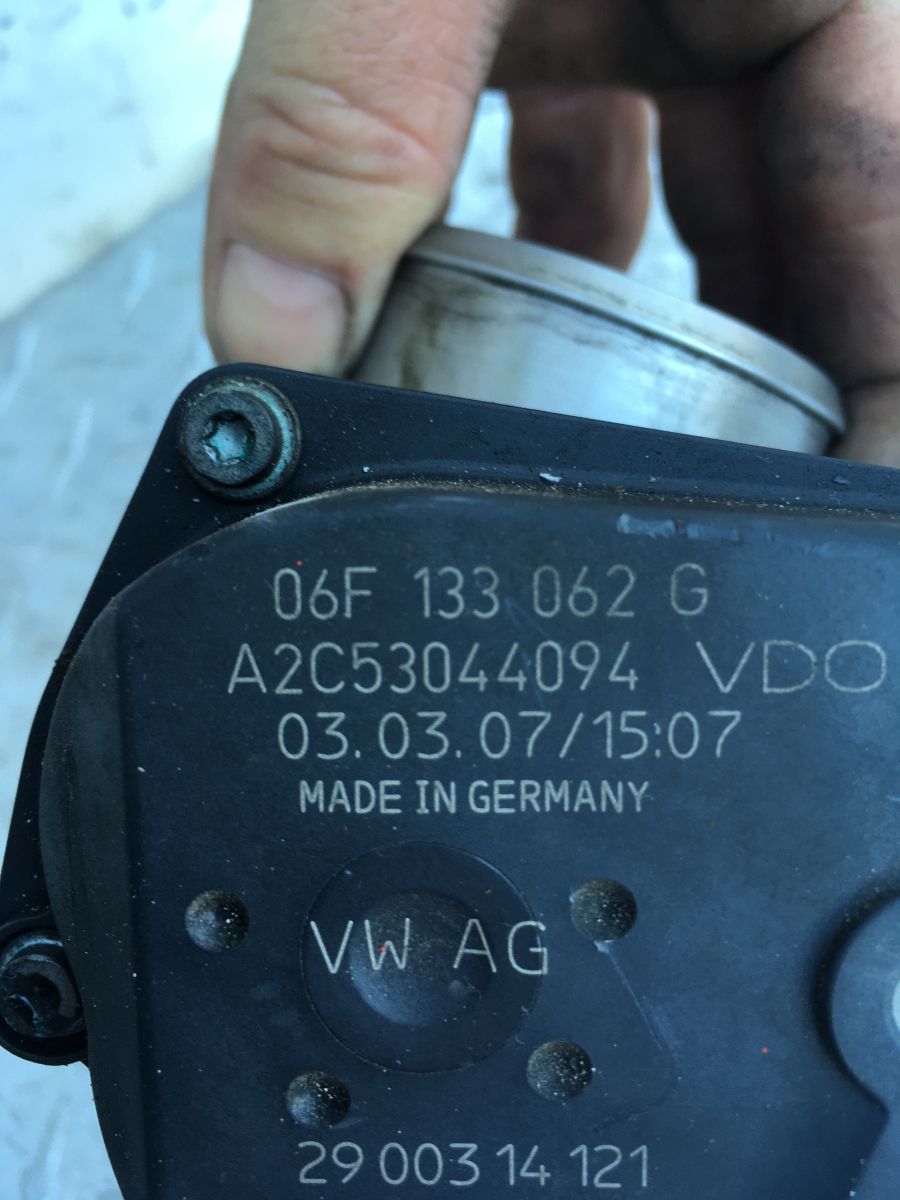 06F 133 062 G
A2C53044094 VDO
03.03.07/15:07
MADE IN GERMANY
VW AG
29 003 14 121